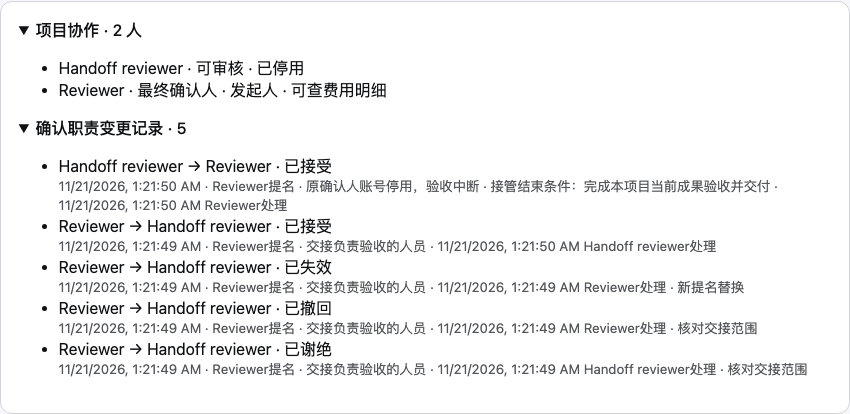 ▼ 项目协作 · 2 人
• Handoff reviewer · 可审核 · 已停用
• Reviewer · 最终确认人 · 发起人 · 可查费用明细
▼ 确认职责变更记录 · 5
• Handoff reviewer → Reviewer · 已接受
11/21/2026, 1:21:50 AM · Reviewer提名 · 原确认人账号停用，验收中断 · 接管结束条件：完成本项目当前成果验收并交付 ·
11/21/2026, 1:21:50 AM Reviewer处理
• Reviewer → Handoff reviewer · 已接受
11/21/2026, 1:21:49 AM · Reviewer提名 · 交接负责验收的人员 · 11/21/2026, 1:21:50 AM Handoff reviewer处理
• Reviewer → Handoff reviewer · 已失效
11/21/2026, 1:21:49 AM · Reviewer提名 · 交接负责验收的人员 · 11/21/2026, 1:21:49 AM Reviewer处理 · 新提名替换
• Reviewer → Handoff reviewer · 已撤回
11/21/2026, 1:21:49 AM · Reviewer提名 · 交接负责验收的人员 · 11/21/2026, 1:21:49 AM Reviewer处理 · 核对交接范围
• Reviewer → Handoff reviewer · 已谢绝
11/21/2026, 1:21:49 AM · Reviewer提名 · 交接负责验收的人员 · 11/21/2026, 1:21:49 AM Handoff reviewer处理 · 核对交接范围